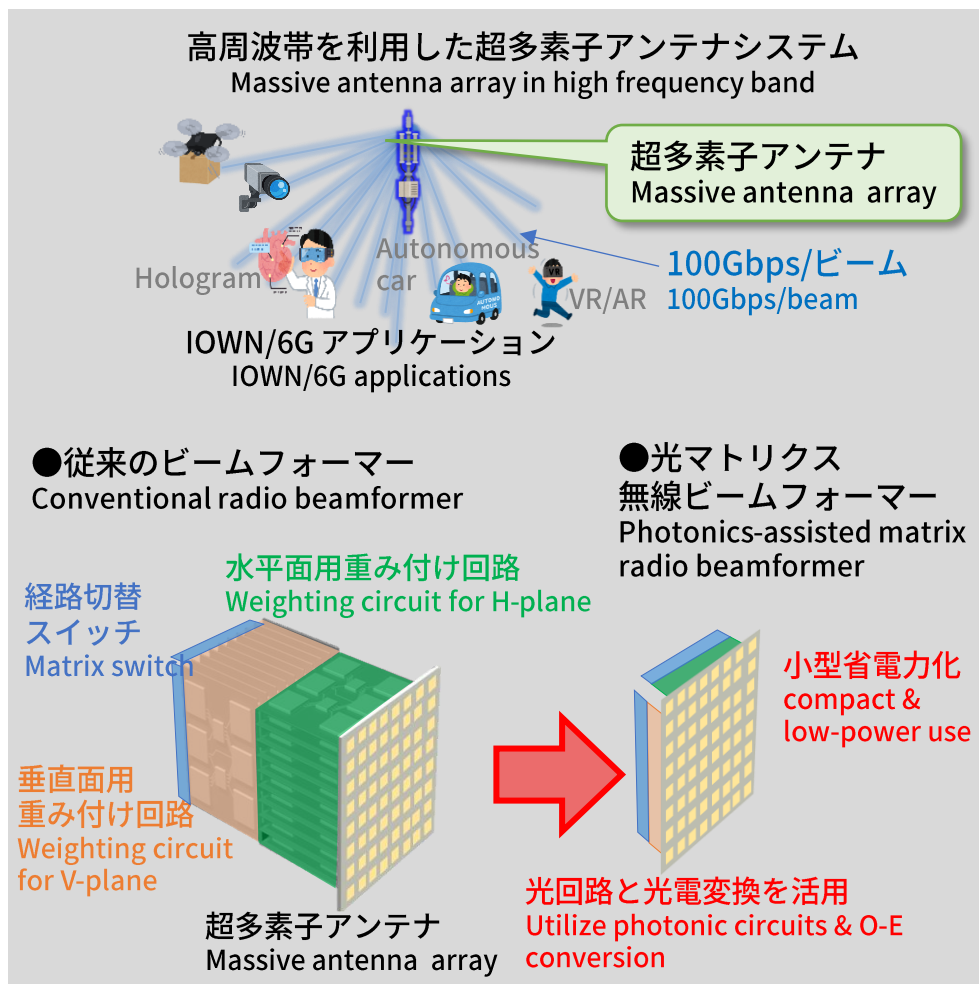 高周波帯を利用した超多素子アンテナシステム
Massive antenna array in high frequency band
超多素子アンテナ
Massive antenna array
Autonomous
car
Hologram
VR
AUTONO
MOUS
VR/AR
100Gbps/ビーム
100Gbps/beam
IOWN/6G アプリケーション
IOWN/6G applications
●従来のビームフォーマー
Conventional radio beamformer
●光マトリクス
無線ビームフォーマー
Photonics-assisted matrix
radio beamformer
水平面用重み付け回路
Weighting circuit for H-plane
経路切替
スイッチ
Matrix switch
小型省電力化
compact &
low-power use
垂直面用
重み付け回路
Weighting circuit
for V-plane
光回路と光電変換を活用
Utilize photonic circuits & O-E
conversion
超多素子アンテナ
Massive antenna array